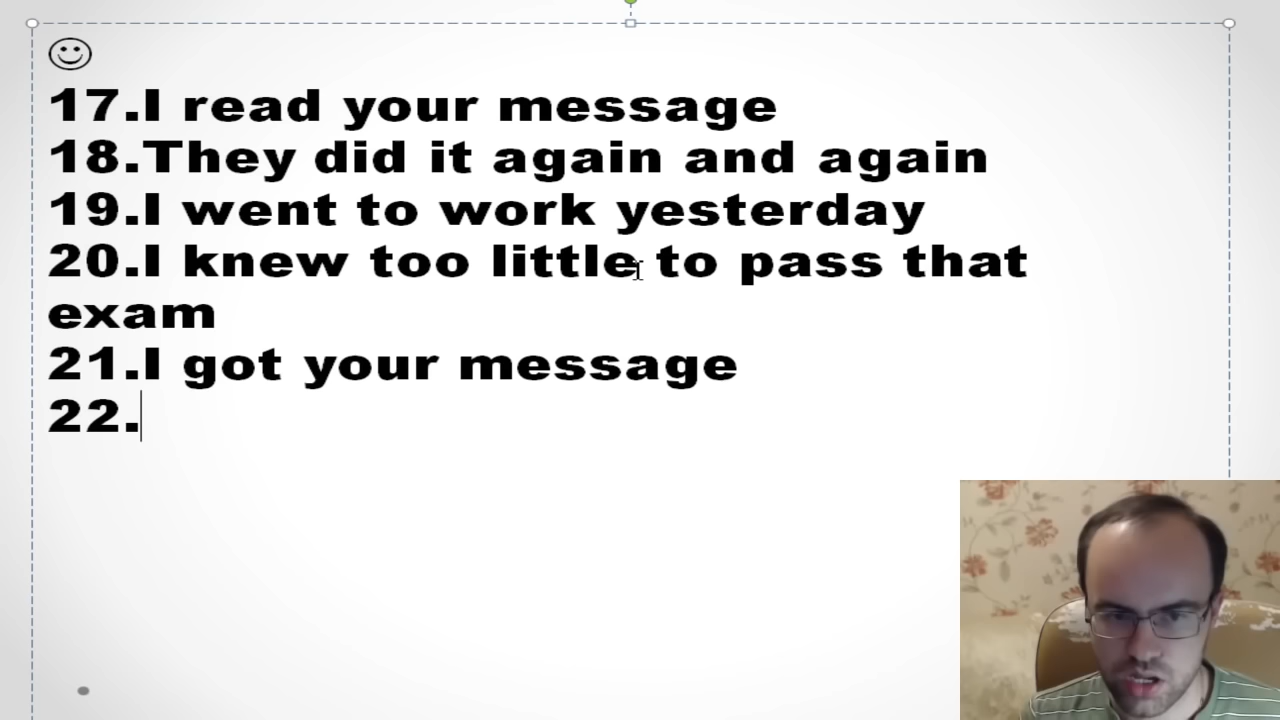 17.I read your message
18.They did it again and again
19.I went to work yesterday
20.I knew too little to pass that
exam
21.I got your message
22.